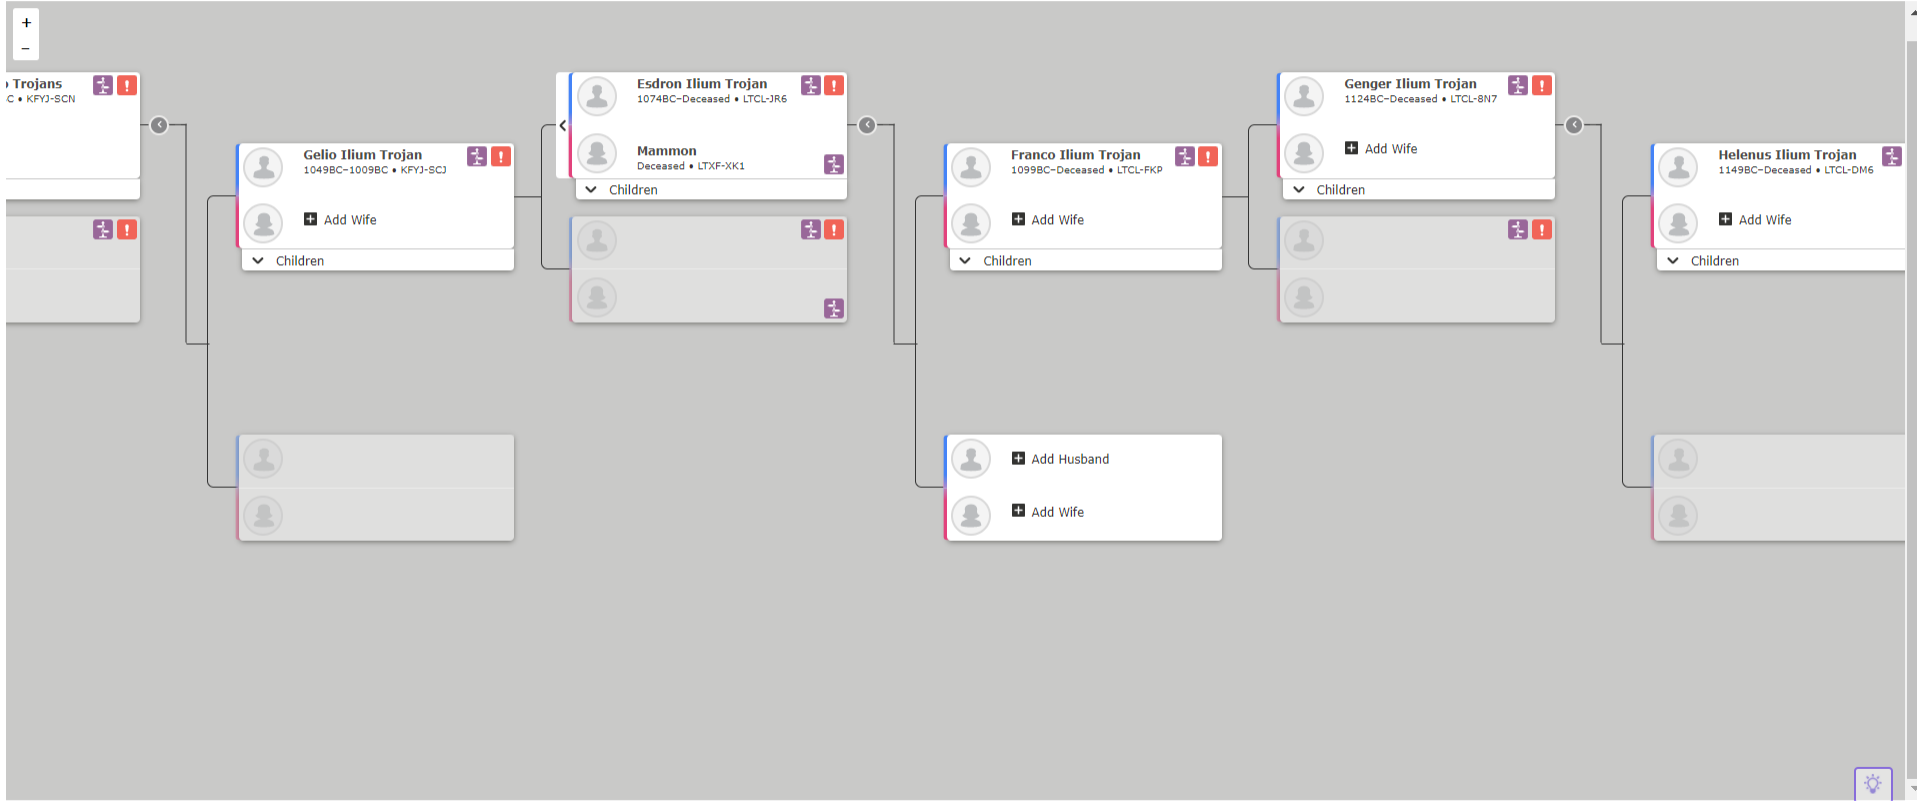 +
−
Trojans
C • KFYJ-SCN
Gelio Ilium Trojan
1049BC–1009BC • KFYJ-SCJ
Add Wife
Children
Esdron Ilium Trojan
1074BC–Deceased • LTCL-JR6
Mammon
Deceased • LTXF-XK1
Children
Franco Ilium Trojan
1099BC–Deceased • LTCL-FKP
Add Wife
Children
Add Husband
Add Wife
Genger Ilium Trojan
1124BC–Deceased • LTCL-8N7
Add Wife
Children
Helenus Ilium Trojan
1149BC–Deceased • LTCL-DM6
Add Wife
Children